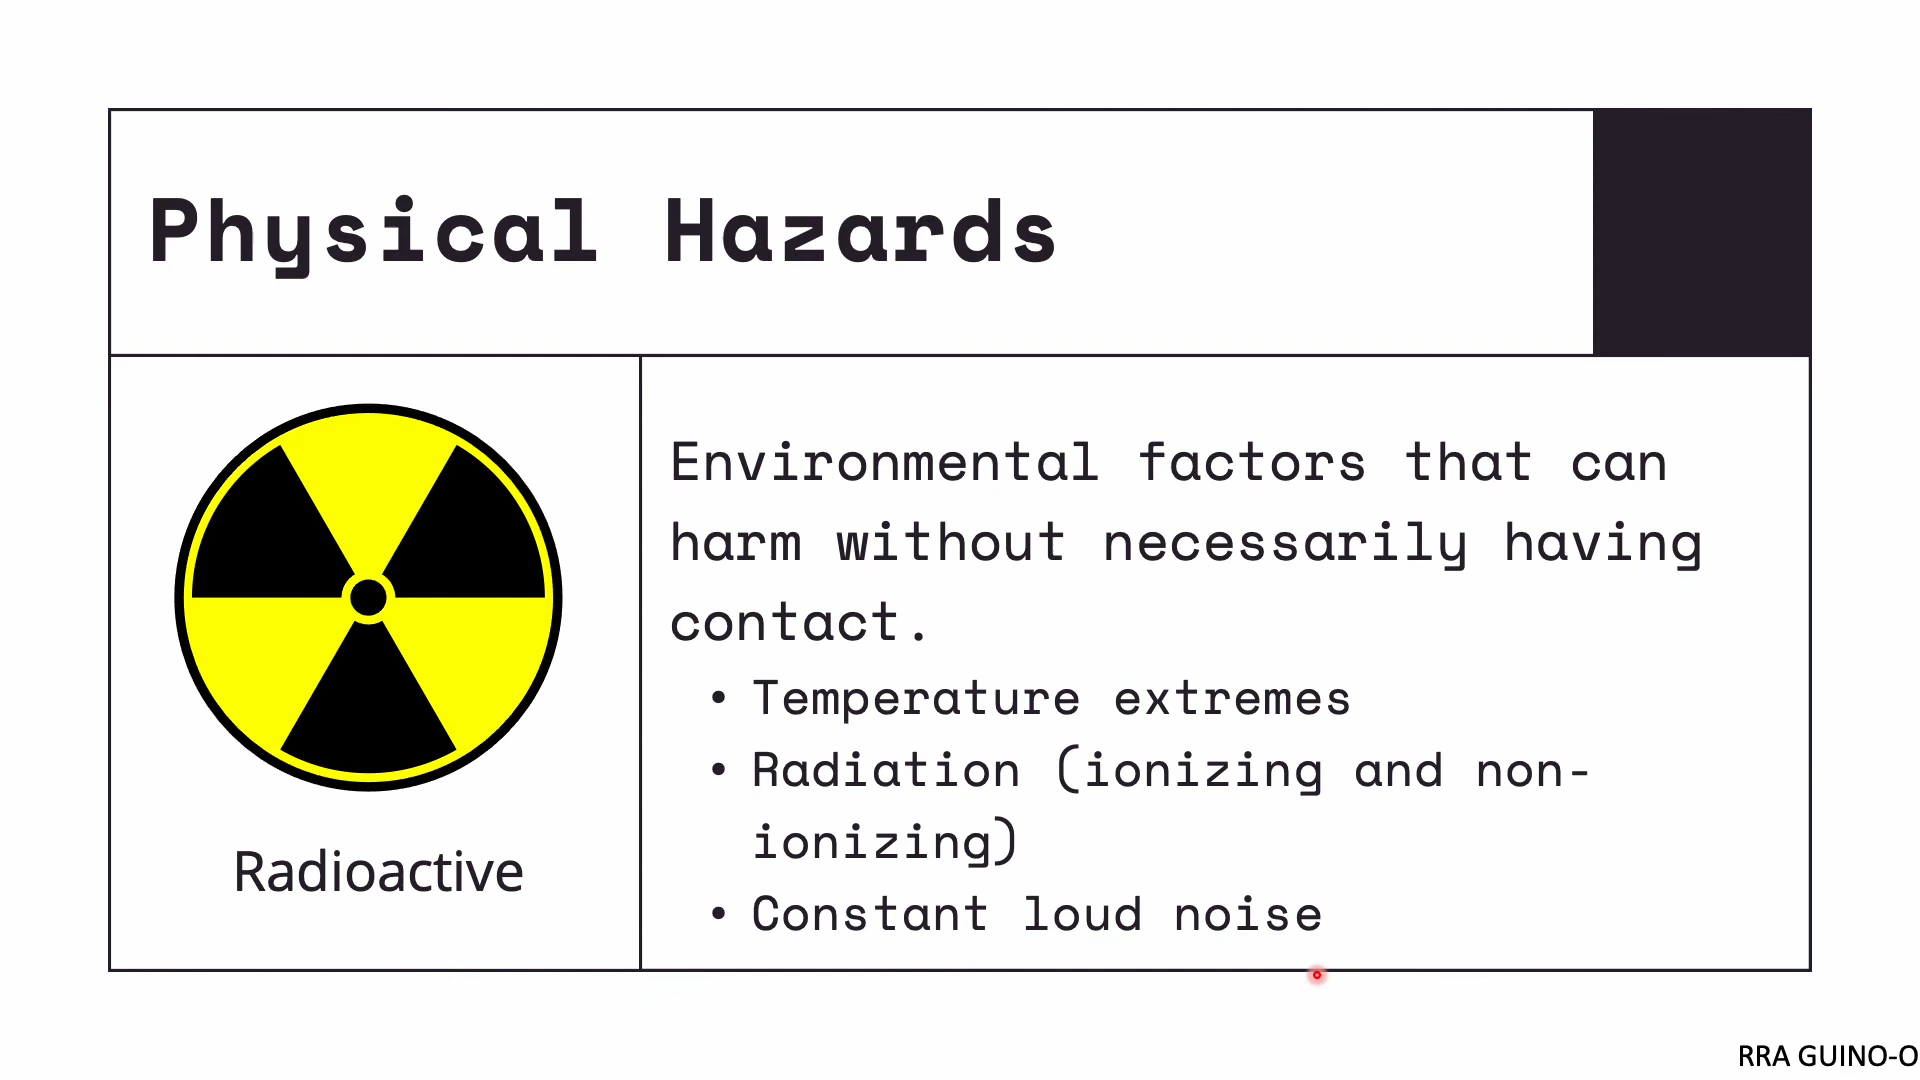 Physical Hazards
Environmental factors that can
harm without necessarily having
contact.
• Temperature extremes
• Radiation (ionizing and non-
ionizing)
• Constant loud noise
Radioactive
RRA GUINO-O